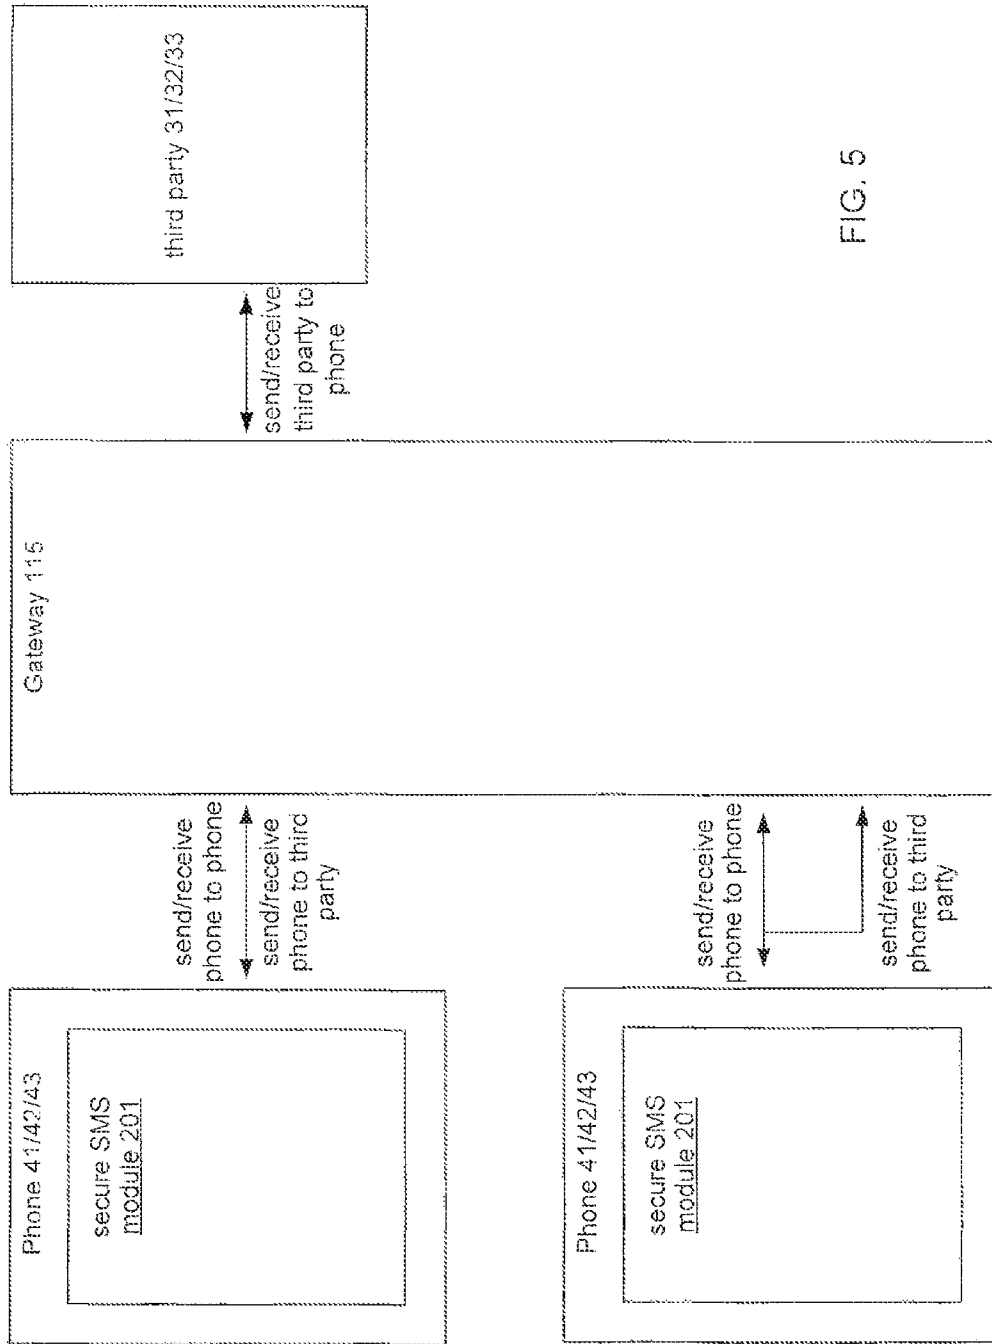 Phone 41/42/43
secure SMS
module 201
send/receive
phone to phone
send/receive
phone to third
party
Gateway 115
send/receive
third party to
phone
third party 31/32/33
Phone 41/42/43
secure SMS
module 201
send/receive
phone to phone
send/receive
phone to third
party
FIG. 5